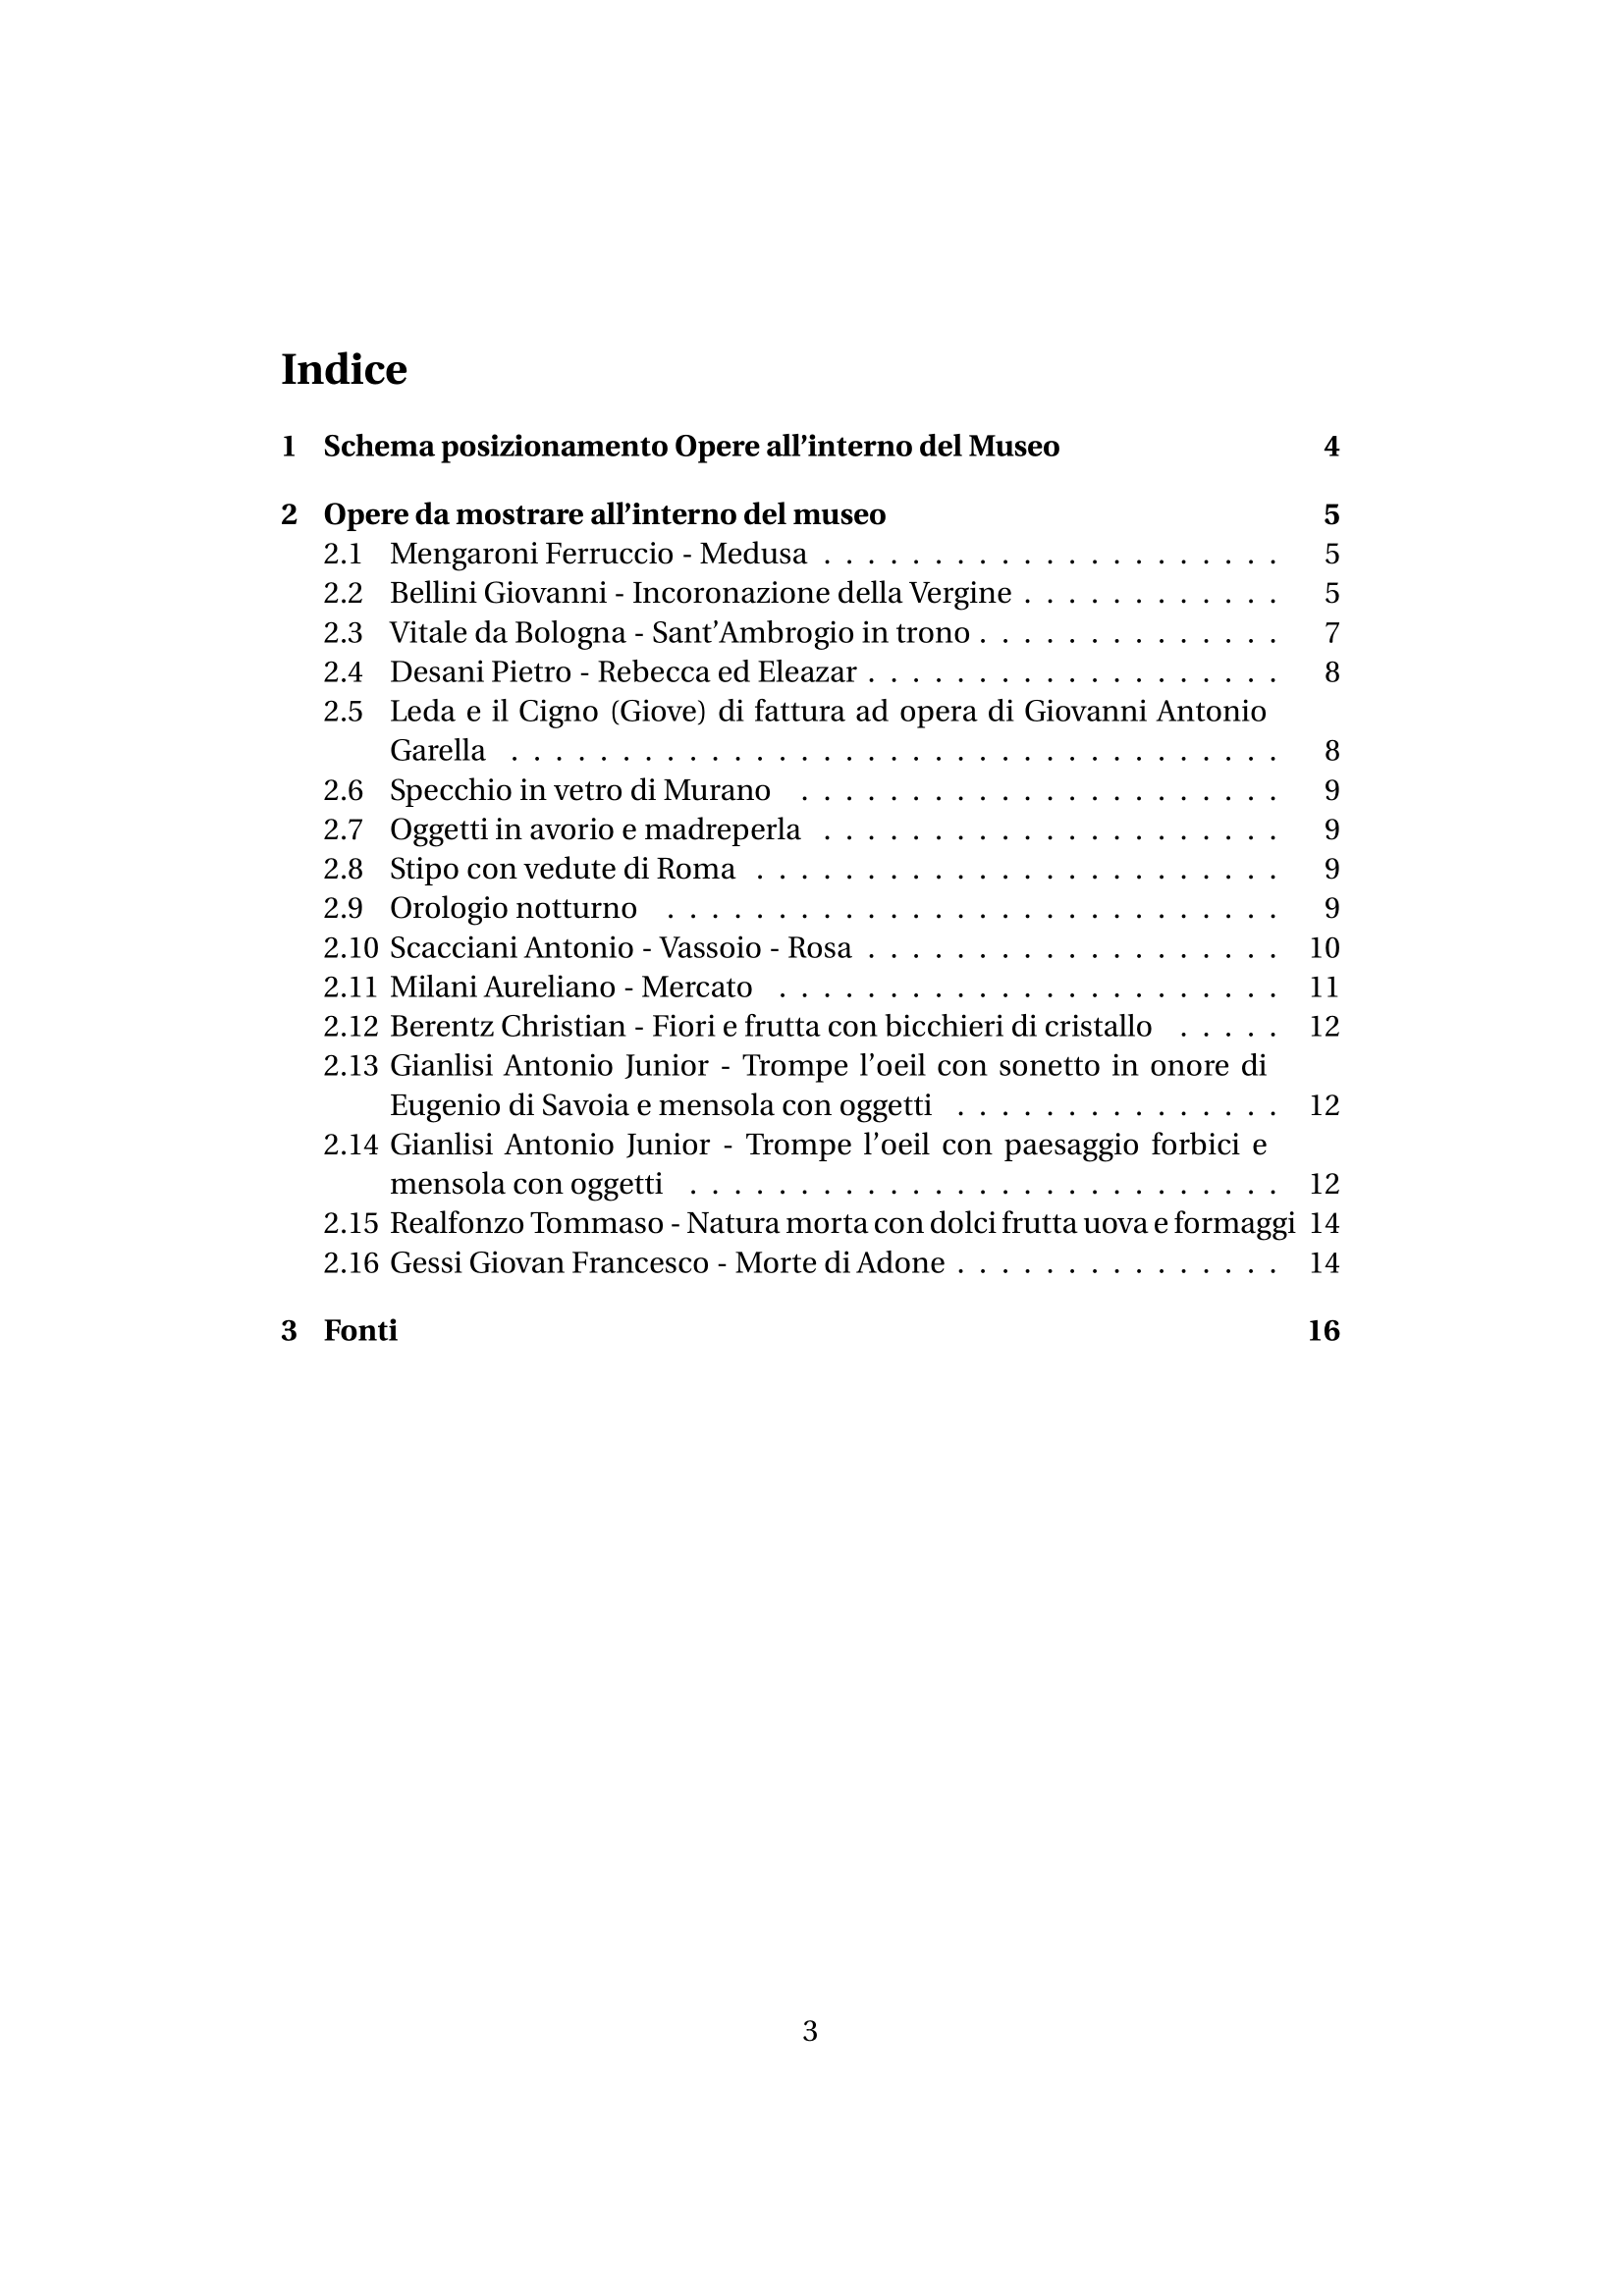 Indice
1 Schema posizionamento Opere all’interno del Museo 4
2 Opere da mostrare all’interno del museo 5
2.1 Mengaroni Ferruccio - Medusa . . . . . . . . . . . . . . . . . . . . . 5
2.2 Bellini Giovanni - Incoronazione della Vergine . . . . . . . . . . . . 5
2.3 Vitale da Bologna - Sant’Ambrogio in trono . . . . . . . . . . . . . . 7
2.4 Desani Pietro - Rebecca ed Eleazar . . . . . . . . . . . . . . . . . . . 8
2.5 Leda e il Cigno (Giove) di fattura ad opera di Giovanni Antonio
Garella . . . . . . . . . . . . . . . . . . . . . . . . . . . . . . . . . . . 8
2.6 Specchio in vetro di Murano . . . . . . . . . . . . . . . . . . . . . . 9
2.7 Oggetti in avorio e madreperla . . . . . . . . . . . . . . . . . . . . . 9
2.8 Stipo con vedute di Roma . . . . . . . . . . . . . . . . . . . . . . . . 9
2.9 Orologio notturno . . . . . . . . . . . . . . . . . . . . . . . . . . . . 9
2.10 Scacciani Antonio - Vassoio - Rosa . . . . . . . . . . . . . . . . . . . 10
2.11 Milani Aureliano - Mercato . . . . . . . . . . . . . . . . . . . . . . . 11
2.12 Berentz Christian - Fiori e frutta con bicchieri di cristallo . . . . . 12
2.13 Gianlisi Antonio Junior - Trompe l’oeil con sonetto in onore di
Eugenio di Savoia e mensola con oggetti . . . . . . . . . . . . . . . 12
2.14 Gianlisi Antonio Junior - Trompe l’oeil con paesaggio forbici e
mensola con oggetti . . . . . . . . . . . . . . . . . . . . . . . . . . . 12
2.15 Realfonzo Tommaso - Natura morta con dolci frutta uova e formaggi 14
2.16 Gessi Giovan Francesco - Morte di Adone . . . . . . . . . . . . . . . 14
3 Fonti 16
3